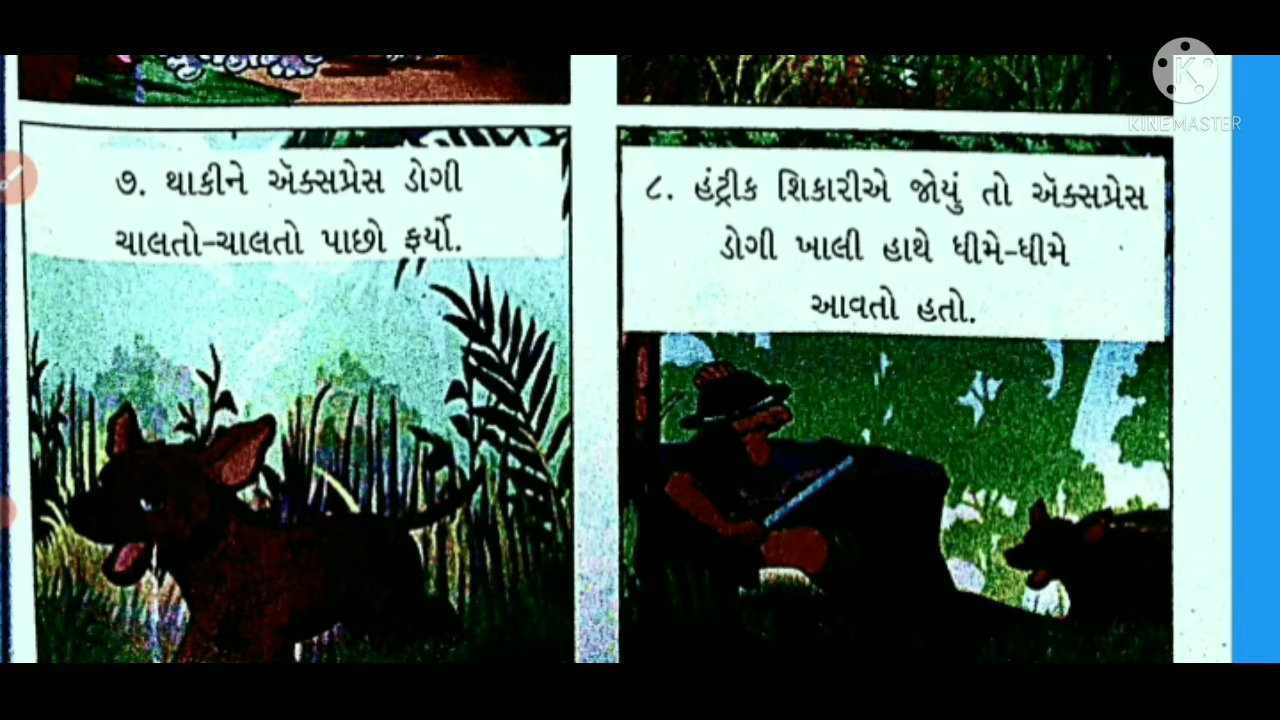 ૭. થાકીને ઍક્સપ્રેસ ડોગી
ચાલતો-ચાલતો પાછો ફર્યો.
૮. હંટ્રીક શિકારીએ જોયું તો ઍક્સપ્રેસ
ડોગી ખાલી હાથે ધીમે-ધીમે
આવતો હતો.
K
KINEMASTER